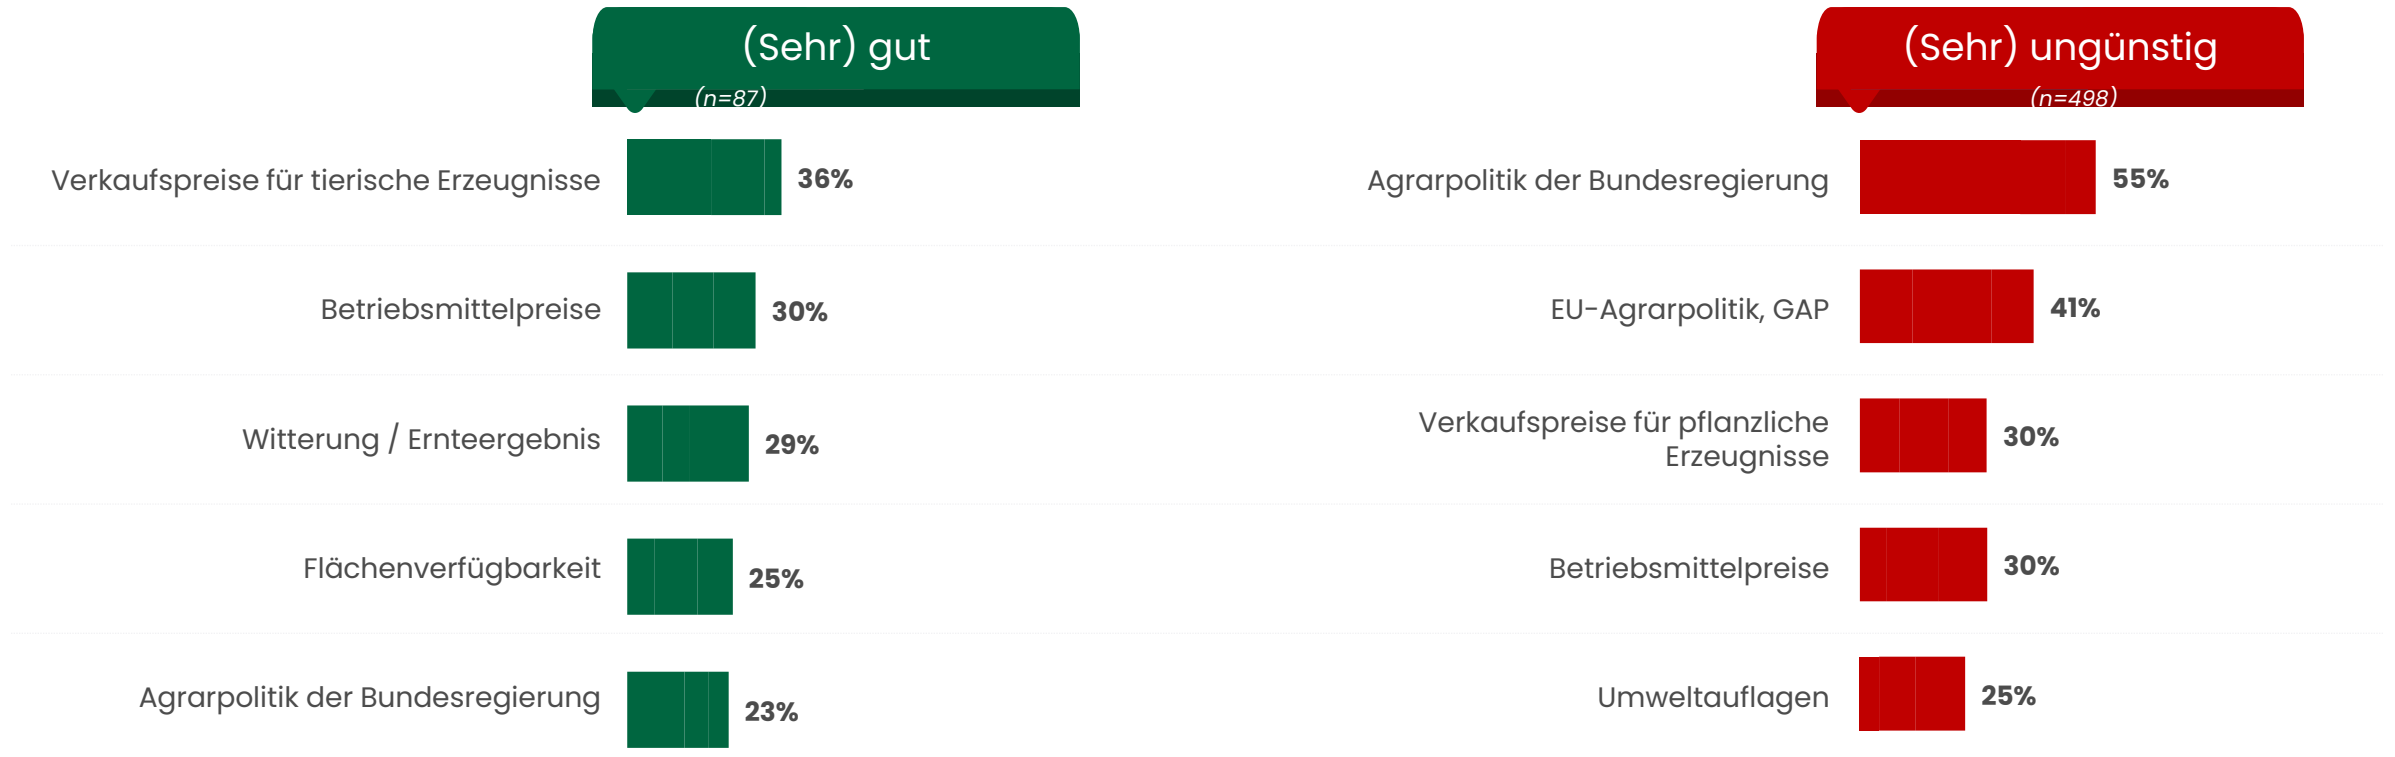 (Sehr) gut
(n=87)
Verkaufspreise für tierische Erzeugnisse
36%
Betriebsmittelpreise
30%
Witterung / Ernteergebnis
29%
Flächenverfügbarkeit
25%
Agrarpolitik der Bundesregierung
23%
(Sehr) ungünstig
(n=498)
Agrarpolitik der Bundesregierung
55%
EU-Agrarpolitik, GAP
41%
Verkaufspreise für pflanzliche
Erzeugnisse
30%
Betriebsmittelpreise
30%
Umweltauflagen
25%